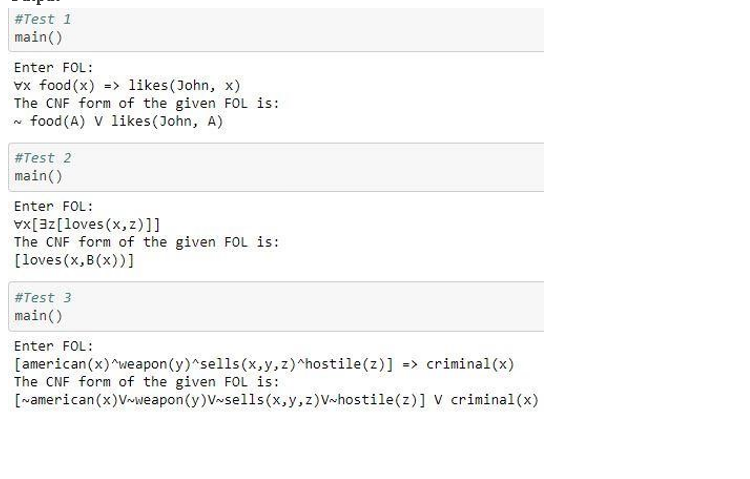 #Test 1
main()
Enter FOL:
∀x food(x) => likes(John, x)
The CNF form of the given FOL is:
~ food(A) V likes(John, A)
#Test 2
main()
Enter FOL:
∀x[∃z[loves(x,z)]]
The CNF form of the given FOL is:
[loves(x,B(x))]
#Test 3
main()
Enter FOL:
[american(x)^weapon(y)^sells(x,y,z)^hostile(z)] => criminal(x)
The CNF form of the given FOL is:
[~american(x)V~weapon(y)V~sells(x,y,z)V~hostile(z)] V criminal(x)